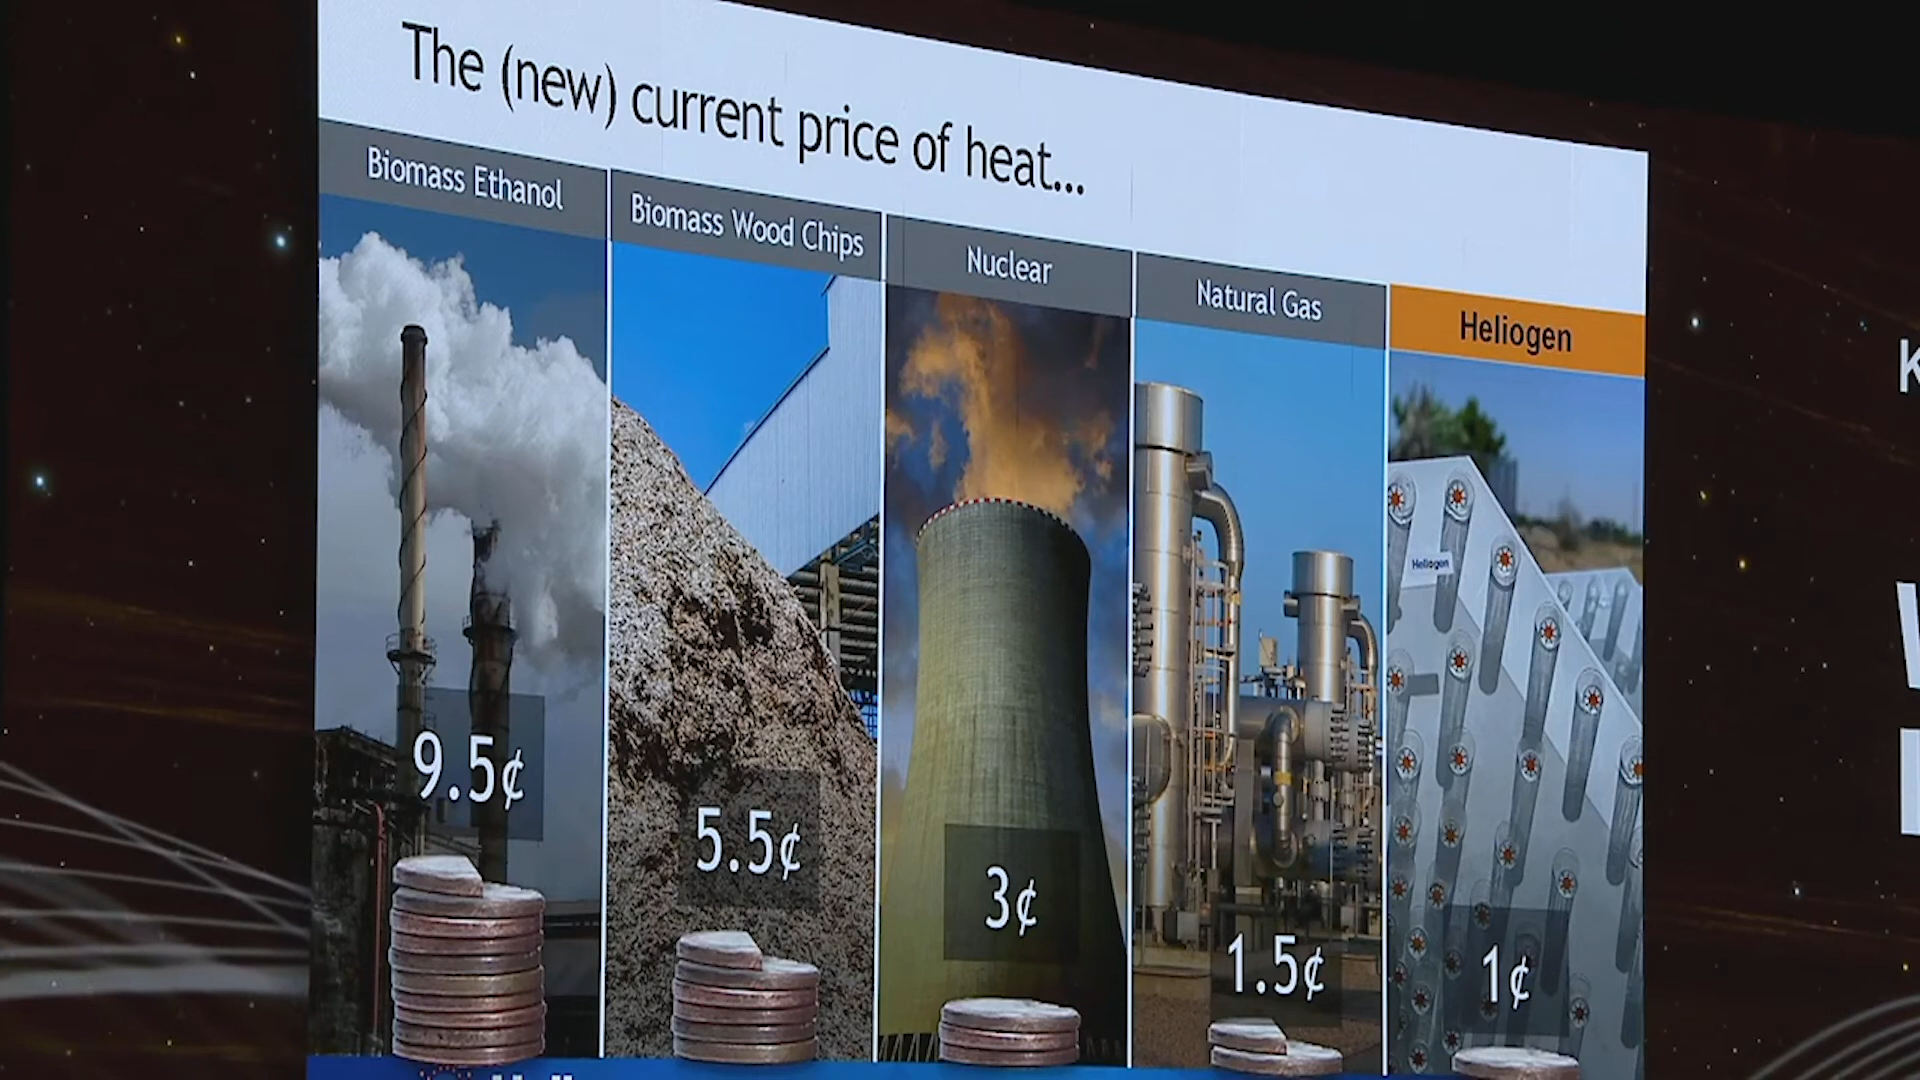 The (new) current price of heat...
Biomass Ethanol
Biomass Wood Chips
Nuclear
Natural Gas
Heliogen
Heliogen
9.5¢
5.5¢
3¢
1.5¢
1¢